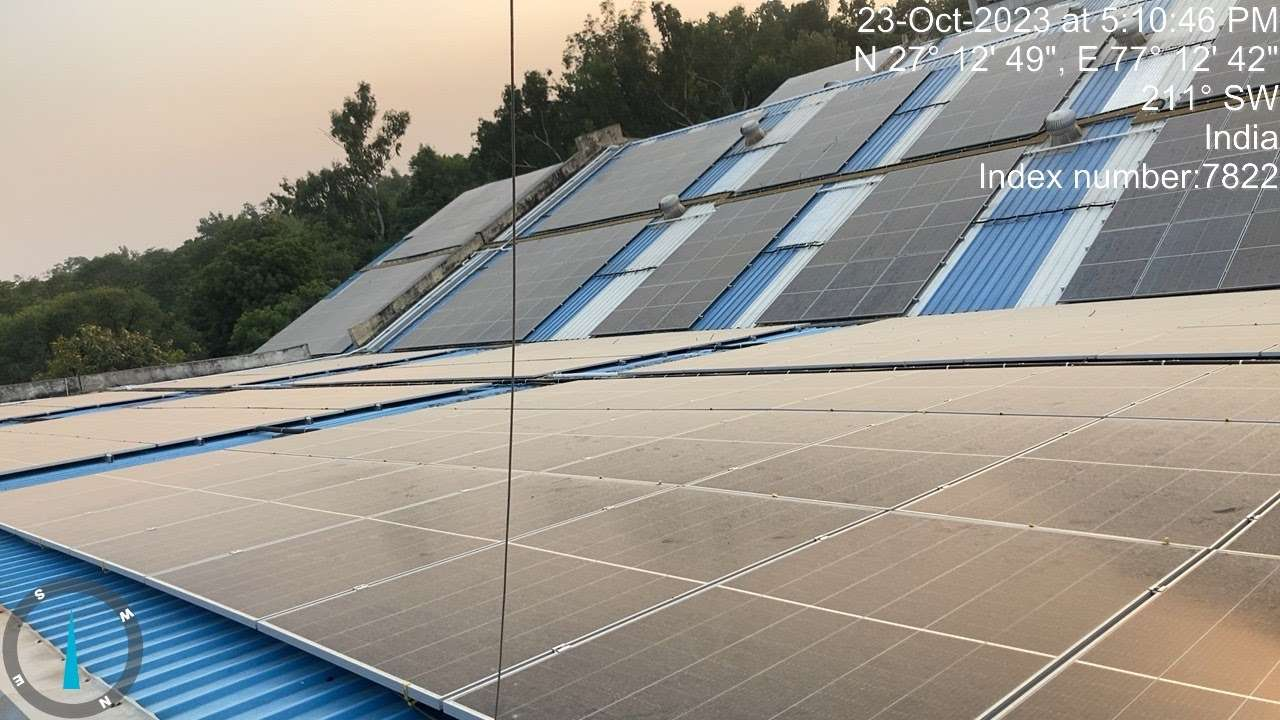 23-Oct-2023 at 5:10:46 PM
N 27° 12' 49", E 77° 12' 42"
211° SW
India
Index number:7822
S
W
E
N